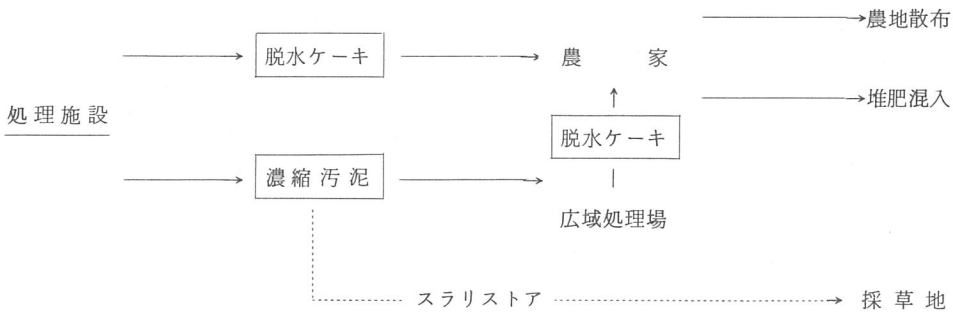 農地散布
脱水ケーキ
農家
処理施設
堆肥混入
脱水ケーキ
濃縮汚泥
広域処理場
スラリストア
採草地